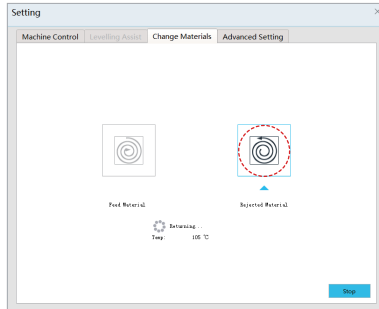 Setting
Machine Control Levelling Assist Change Materials Advanced Setting
Feed Material Rejected Material
Returning...
Temp: 105 ℃
Stop